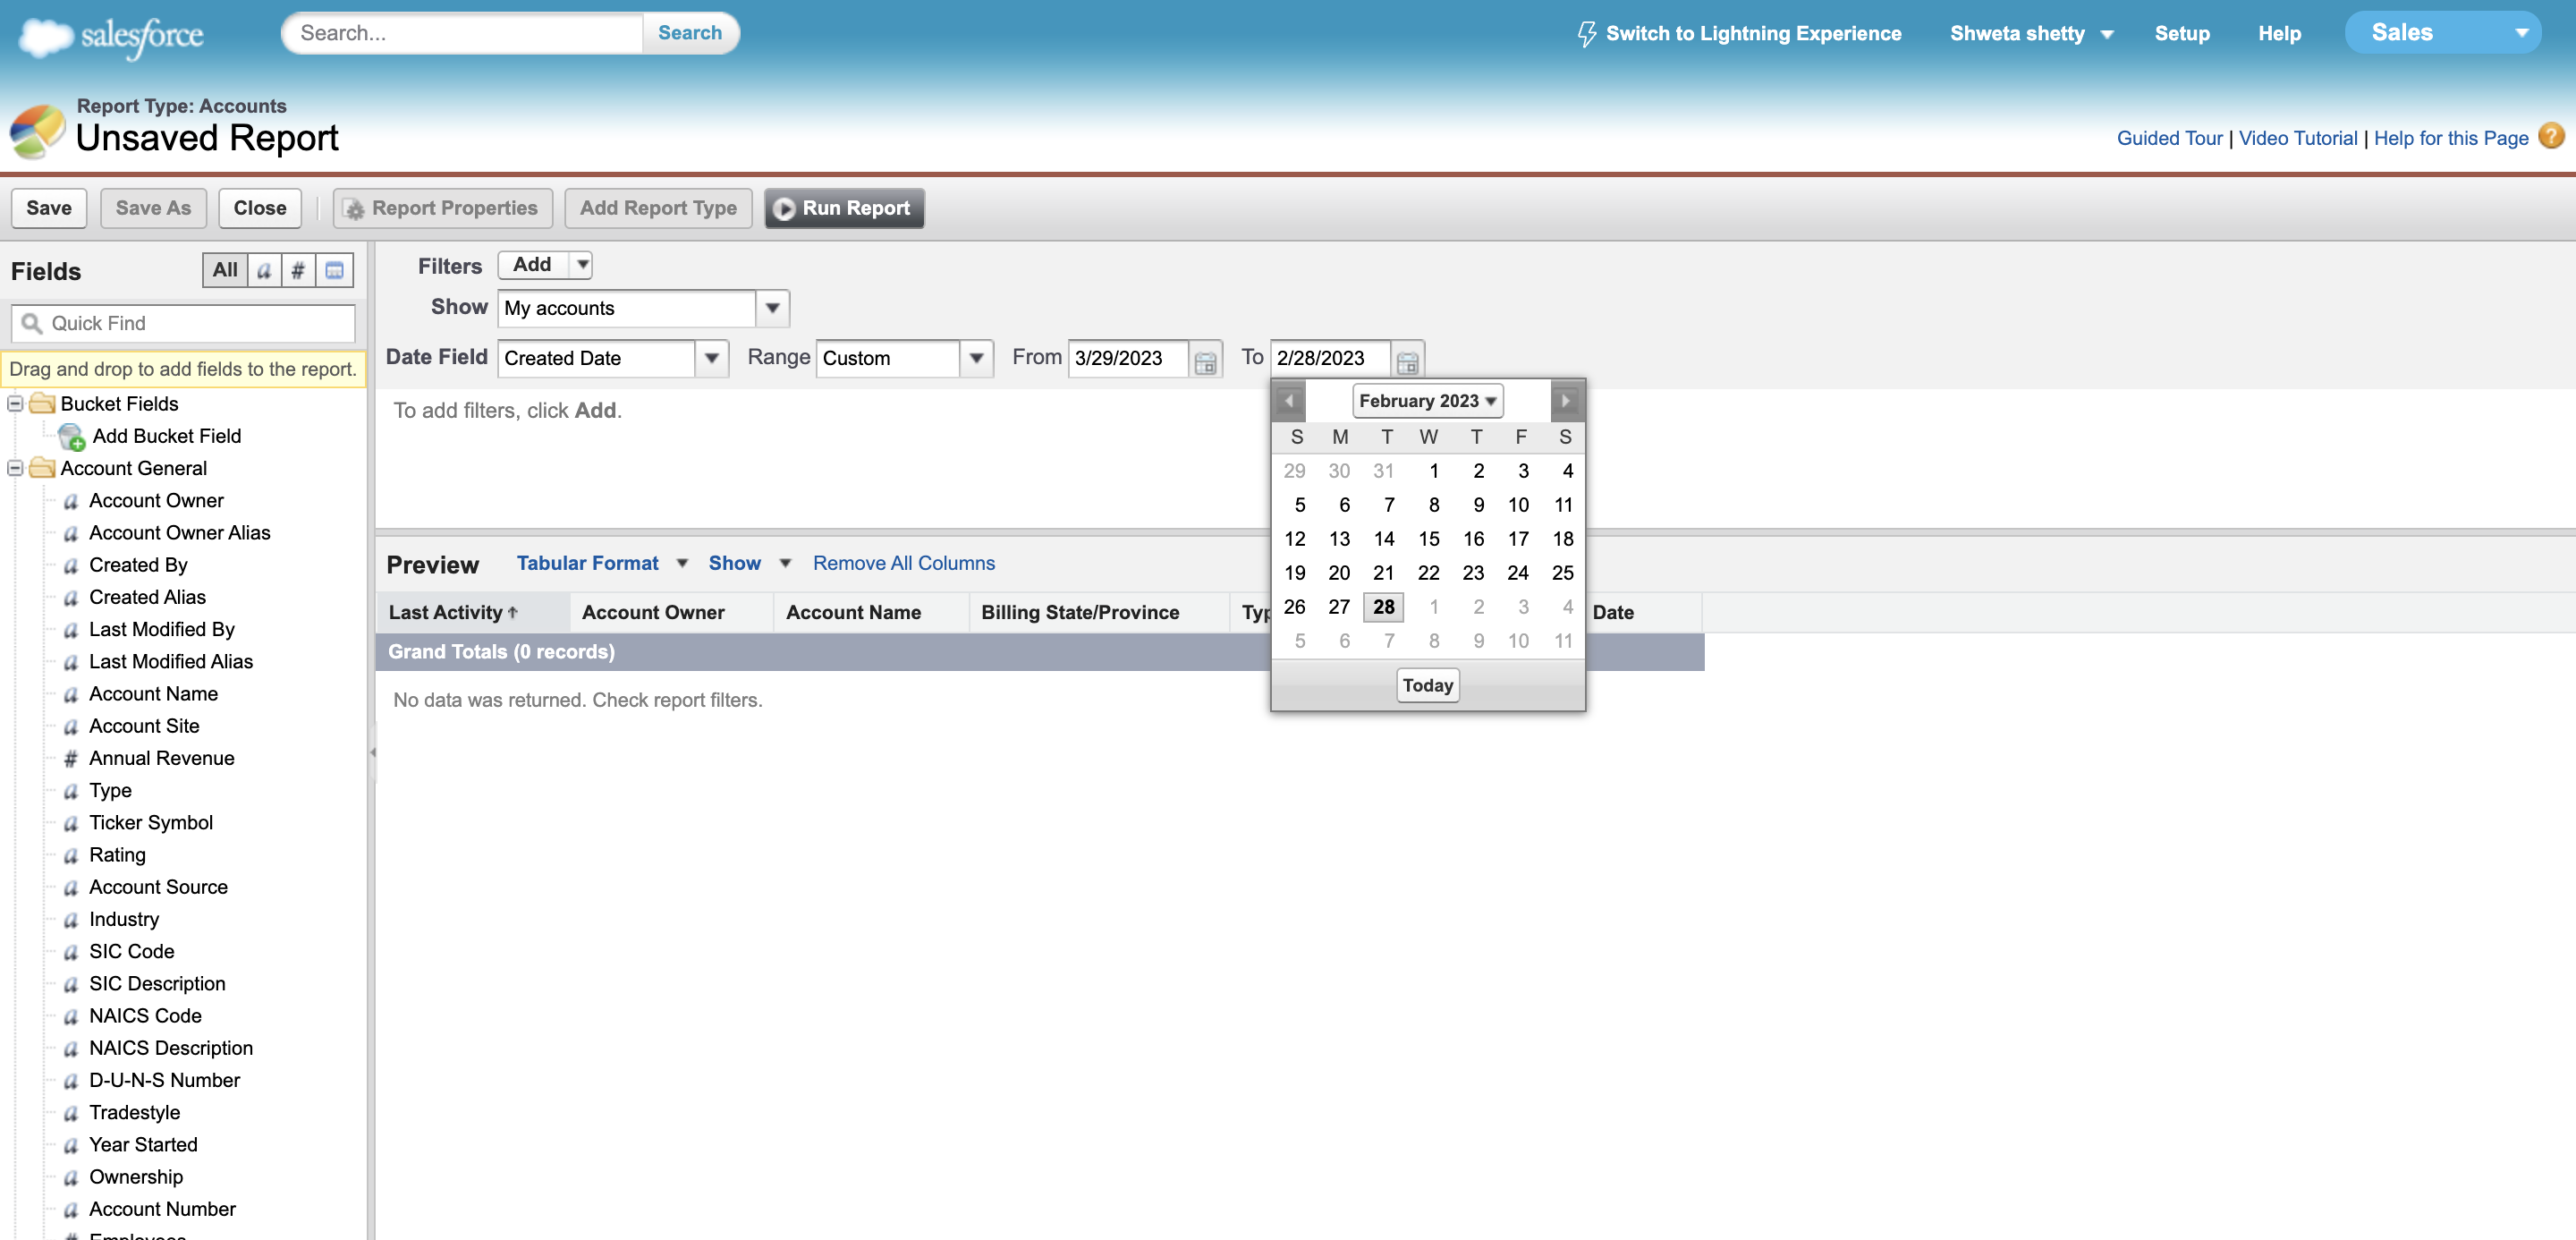 salesforce
Search...
Search
Switch to Lightning Experience
Shweta shetty
Setup
Help
Sales
Report Type: Accounts
Unsaved Report
Guided Tour | Video Tutorial | Help for this Page ?
Save
Save As
Close
Report Properties
Add Report Type
Run Report
Fields
All
a
#
Quick Find
Drag and drop to add fields to the report.
Bucket Fields
Add Bucket Field
Account General
a Account Owner
a Account Owner Alias
a Created By
a Created Alias
a Last Modified By
a Last Modified Alias
a Account Name
a Account Site
# Annual Revenue
a Type
a Ticker Symbol
a Rating
a Account Source
a Industry
a SIC Code
a SIC Description
a NAICS Code
a NAICS Description
a D-U-N-S Number
a Tradestyle
a Year Started
a Ownership
a Account Number
# Employees
Filters Add
Show My accounts
Date Field Created Date Range Custom From 3/29/2023 To 2/28/2023
To add filters, click Add.
February 2023
S M T W T F S
29 30 31 1 2 3 4
5 6 7 8 9 10 11
12 13 14 15 16 17 18
19 20 21 22 23 24 25
26 27 28 1 2 3 4
5 6 7 8 9 10 11
Today
Preview Tabular Format Show Remove All Columns
Last Activity Account Owner Account Name Billing State/Province Typ Date
Grand Totals (0 records)
No data was returned. Check report filters.